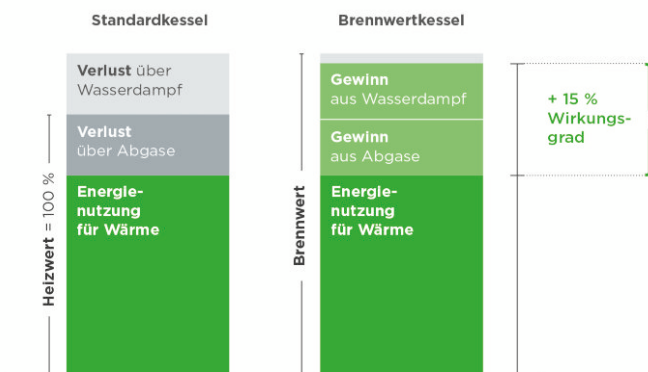 Standardkessel
Brennwertkessel
Verlust über
Wasserdampf
Verlust
über Abgase
Energie-
nutzung
für Wärme
Heizwert = 100 %
Gewinn
aus Wasserdampf
Gewinn
aus Abgase
Energie-
nutzung
für Wärme
Brennwert
+ 15 %
Wirkungs-
grad